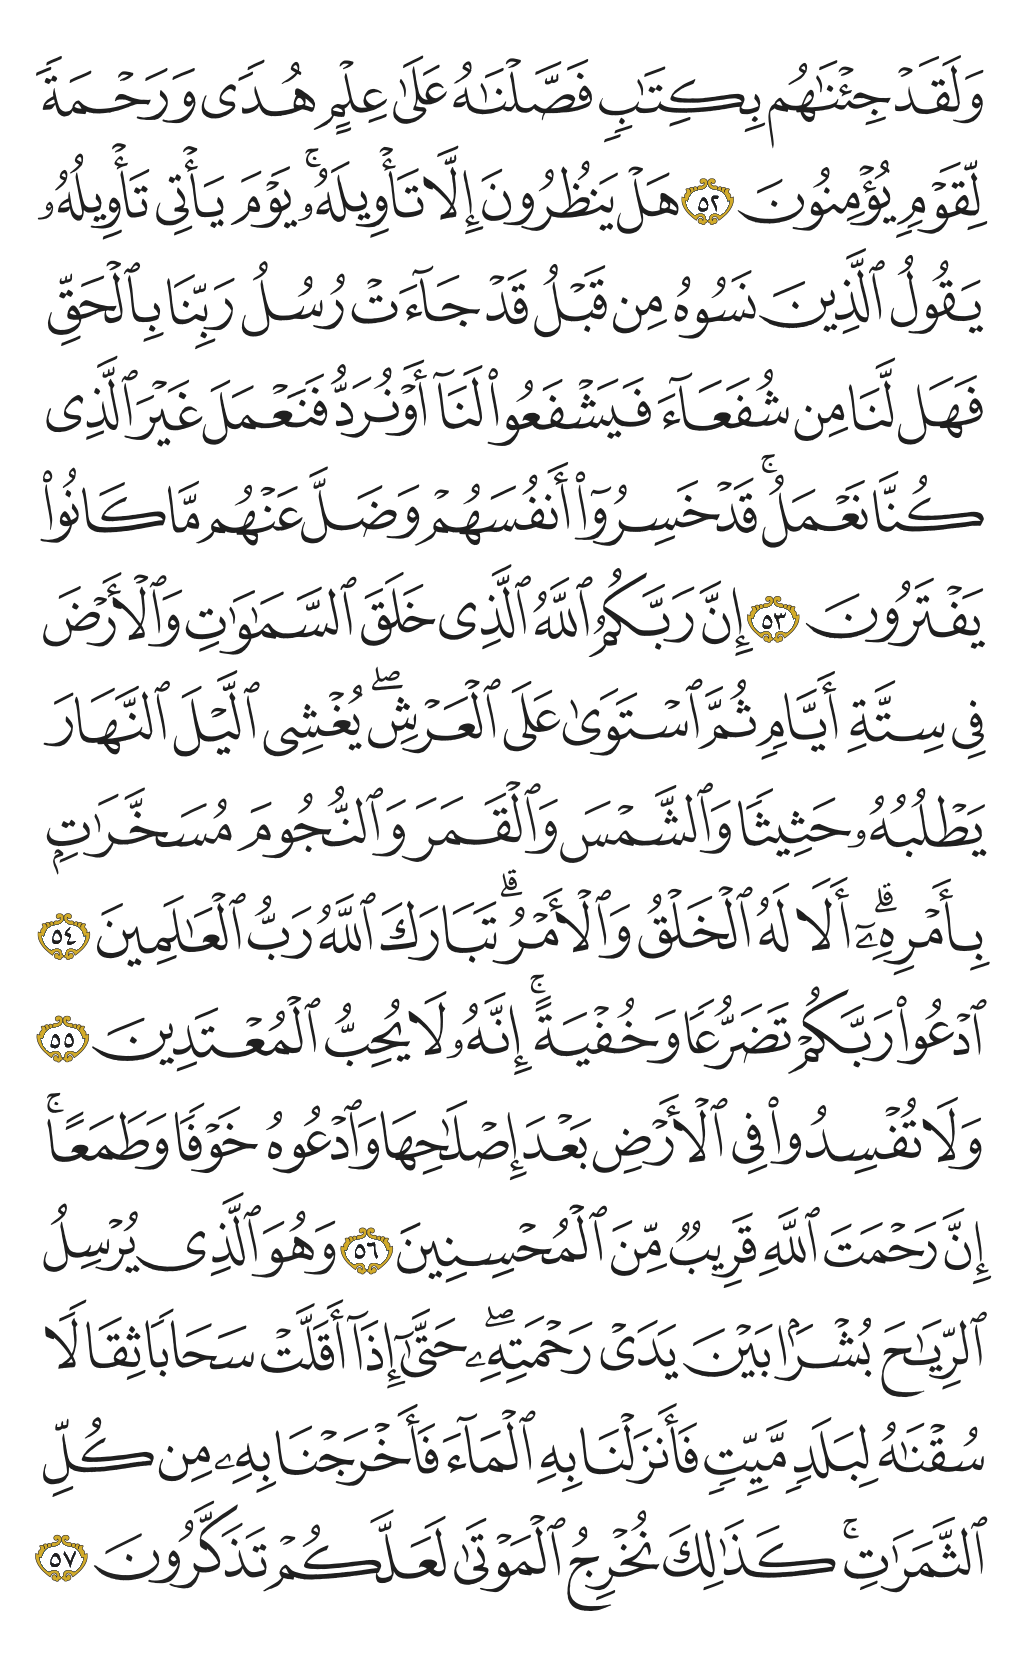 وَلَقَدۡ جِئۡنَٰهُم بِكِتَٰبٖ فَصَّلۡنَٰهُ عَلَىٰ عِلۡمٍ هُدٗى وَرَحۡمَةٗ
لِّقَوۡمٖ يُؤۡمِنُونَ ٥٢ هَلۡ يَنظُرُونَ إِلَّا تَأۡوِيلَهُۥۚ يَوۡمَ يَأۡتِي تَأۡوِيلُهُۥ
يَقُولُ ٱلَّذِينَ نَسُوهُ مِن قَبۡلُ قَدۡ جَآءَتۡ رُسُلُ رَبِّنَا بِٱلۡحَقِّ
فَهَل لَّنَا مِن شُفَعَآءَ فَيَشۡفَعُواْ لَنَآ أَوۡ نُرَدُّ فَنَعۡمَلَ غَيۡرَ ٱلَّذِي
كُنَّا نَعۡمَلُۚ قَدۡ خَسِرُوٓاْ أَنفُسَهُمۡ وَضَلَّ عَنۡهُم مَّا كَانُواْ
يَفۡتَرُونَ ٥٣ إِنَّ رَبَّكُمُ ٱللَّهُ ٱلَّذِي خَلَقَ ٱلسَّمَٰوَٰتِ وَٱلۡأَرۡضَ
فِي سِتَّةِ أَيَّامٖ ثُمَّ ٱسۡتَوَىٰ عَلَى ٱلۡعَرۡشِۖ يُغۡشِي ٱلَّيۡلَ ٱلنَّهَارَ
يَطۡلُبُهُۥ حَثِيثٗا وَٱلشَّمۡسَ وَٱلۡقَمَرَ وَٱلنُّجُومَ مُسَخَّرَٰتِۭ
بِأَمۡرِهِۦٓۗ أَلَا لَهُ ٱلۡخَلۡقُ وَٱلۡأَمۡرُۗ تَبَارَكَ ٱللَّهُ رَبُّ ٱلۡعَٰلَمِينَ ٥٤
ٱدۡعُواْ رَبَّكُمۡ تَضَرُّعٗا وَخُفۡيَةًۚ إِنَّهُۥ لَا يُحِبُّ ٱلۡمُعۡتَدِينَ ٥٥
وَلَا تُفۡسِدُواْ فِي ٱلۡأَرۡضِ بَعۡدَ إِصۡلَٰحِهَا وَٱدۡعُوهُ خَوۡفٗا وَطَمَعًاۚ
إِنَّ رَحۡمَتَ ٱللَّهِ قَرِيبٞ مِّنَ ٱلۡمُحۡسِنِينَ ٥٦ وَهُوَ ٱلَّذِي يُرۡسِلُ
ٱلرِّيَٰحَ بُشۡرَۢا بَيۡنَ يَدَيۡ رَحۡمَتِهِۦۖ حَتَّىٰٓ إِذَآ أَقَلَّتۡ سَحَابٗا ثِقَالٗا
سُقۡنَٰهُ لِبَلَدٖ مَّيِّتٖ فَأَنزَلۡنَا بِهِ ٱلۡمَآءَ فَأَخۡرَجۡنَا بِهِۦ مِن كُلِّ
ٱلثَّمَرَٰتِۚ كَذَٰلِكَ نُخۡرِجُ ٱلۡمَوۡتَىٰ لَعَلَّكُمۡ تَذَكَّرُونَ ٥٧